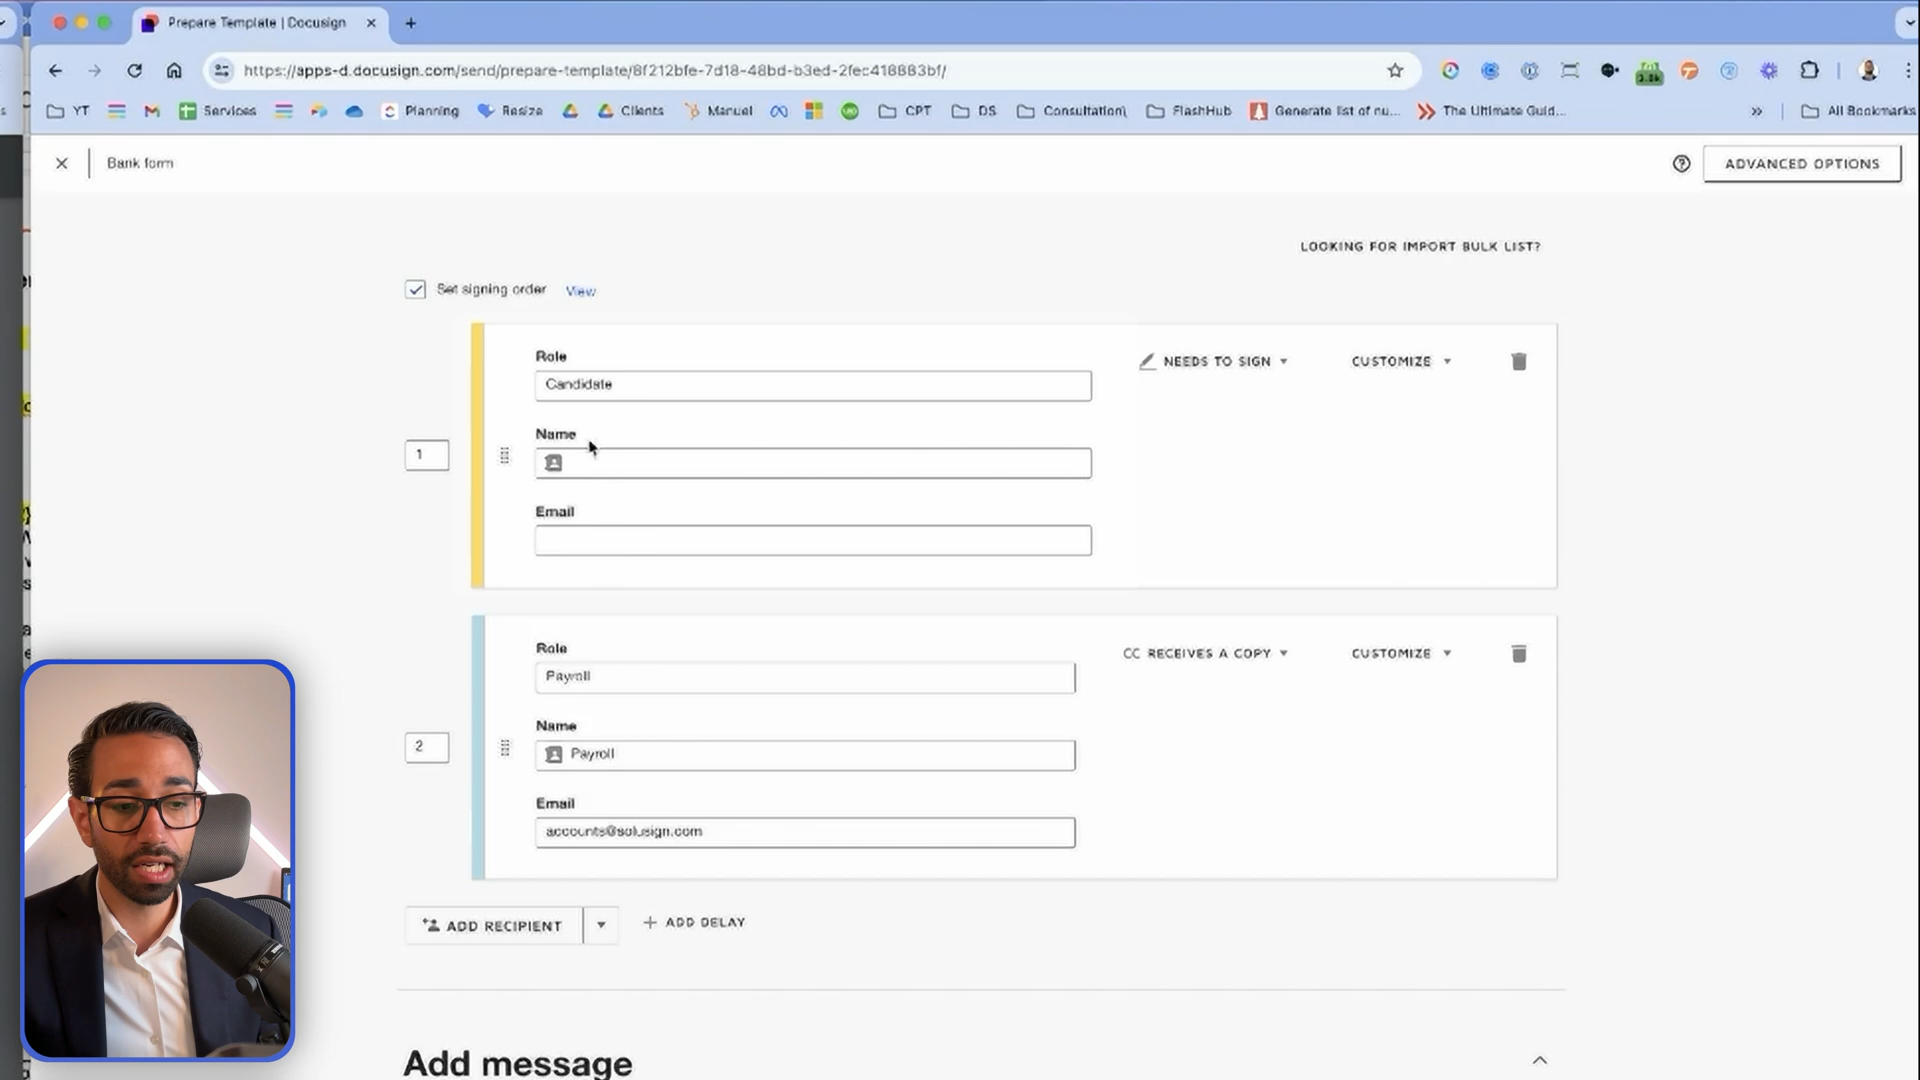 Prepare Template | Docusign
https://apps-d.docusign.com/send/prepare-template/8f212bfe-7d18-48bd-b3ed-2fec418883bf/
YT Services Planning Resize Clients Manuel CPT DS Consultation\ FlashHub Generate list of nu... The Ultimate Guid... » All Bookmarks
Bank form
ADVANCED OPTIONS
LOOKING FOR IMPORT BULK LIST?
Set signing order View
Role
NEEDS TO SIGN CUSTOMIZE
Candidate
Name
1
Email
Role
CC RECEIVES A COPY CUSTOMIZE
Payroll
Name
2
Payroll
Email
accounts@solusign.com
ADD RECIPIENT + ADD DELAY
Add message